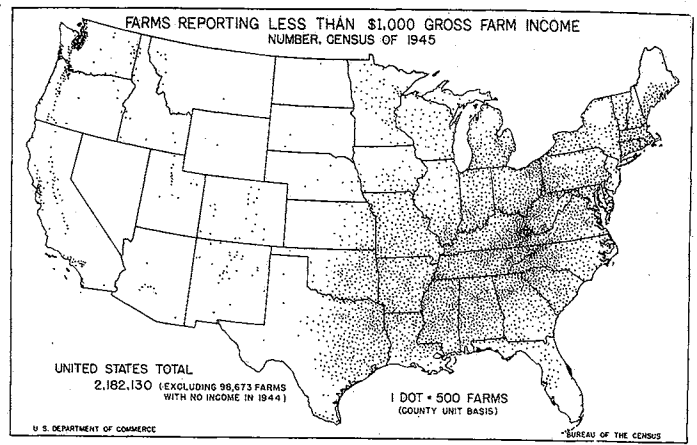 FARMS REPORTING LESS THAN $1,000 GROSS FARM INCOME
NUMBER, CENSUS OF 1945
UNITED STATES TOTAL
2,182,130 (EXCLUDING 98,673 FARMS
WITH NO INCOME IN 1944)
1 DOT = 500 FARMS
(COUNTY UNIT BASIS)
U S. DEPARTMENT OF COMMERCE
BUREAU OF THE CENSUS